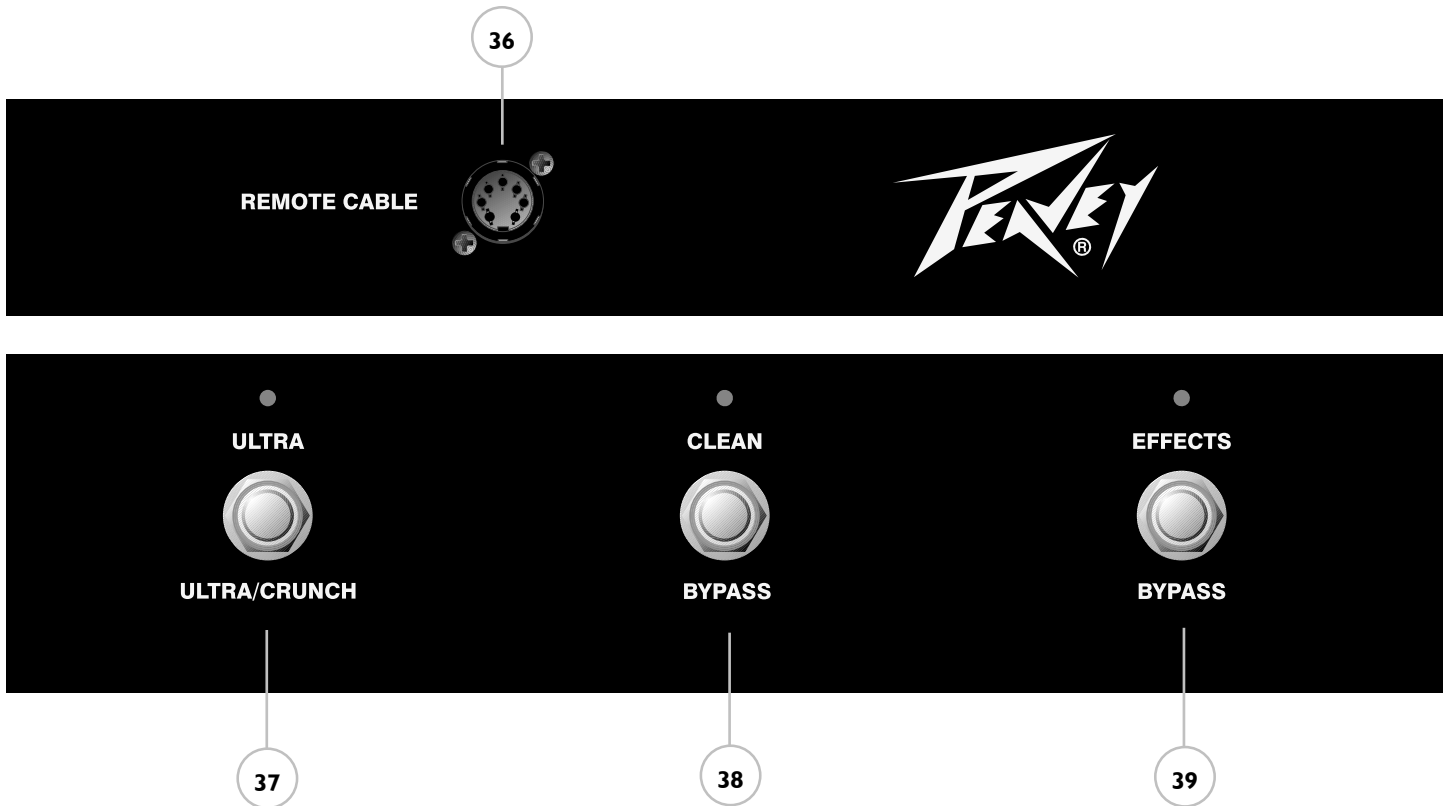 36
REMOTE CABLE
PEAVEY
®
ULTRA
CLEAN
EFFECTS
ULTRA/CRUNCH
BYPASS
BYPASS
37
38
39